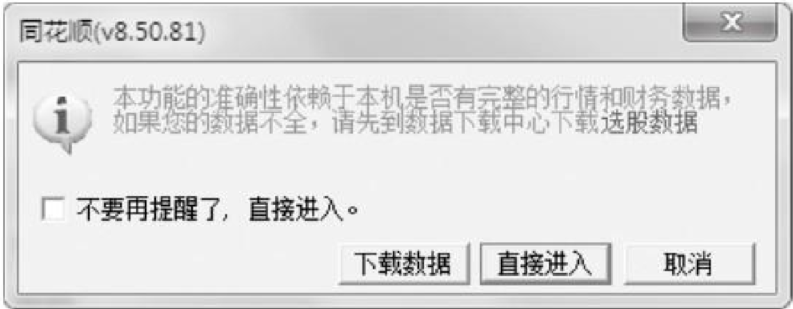 同花顺(v8.50.81)
本功能的准确性依赖于本机是否有完整的行情和财务数据，
如果您的数据不全，请先到数据下载中心下载选股数据
不要再提醒了，直接进入。
下载数据 直接进入 取消